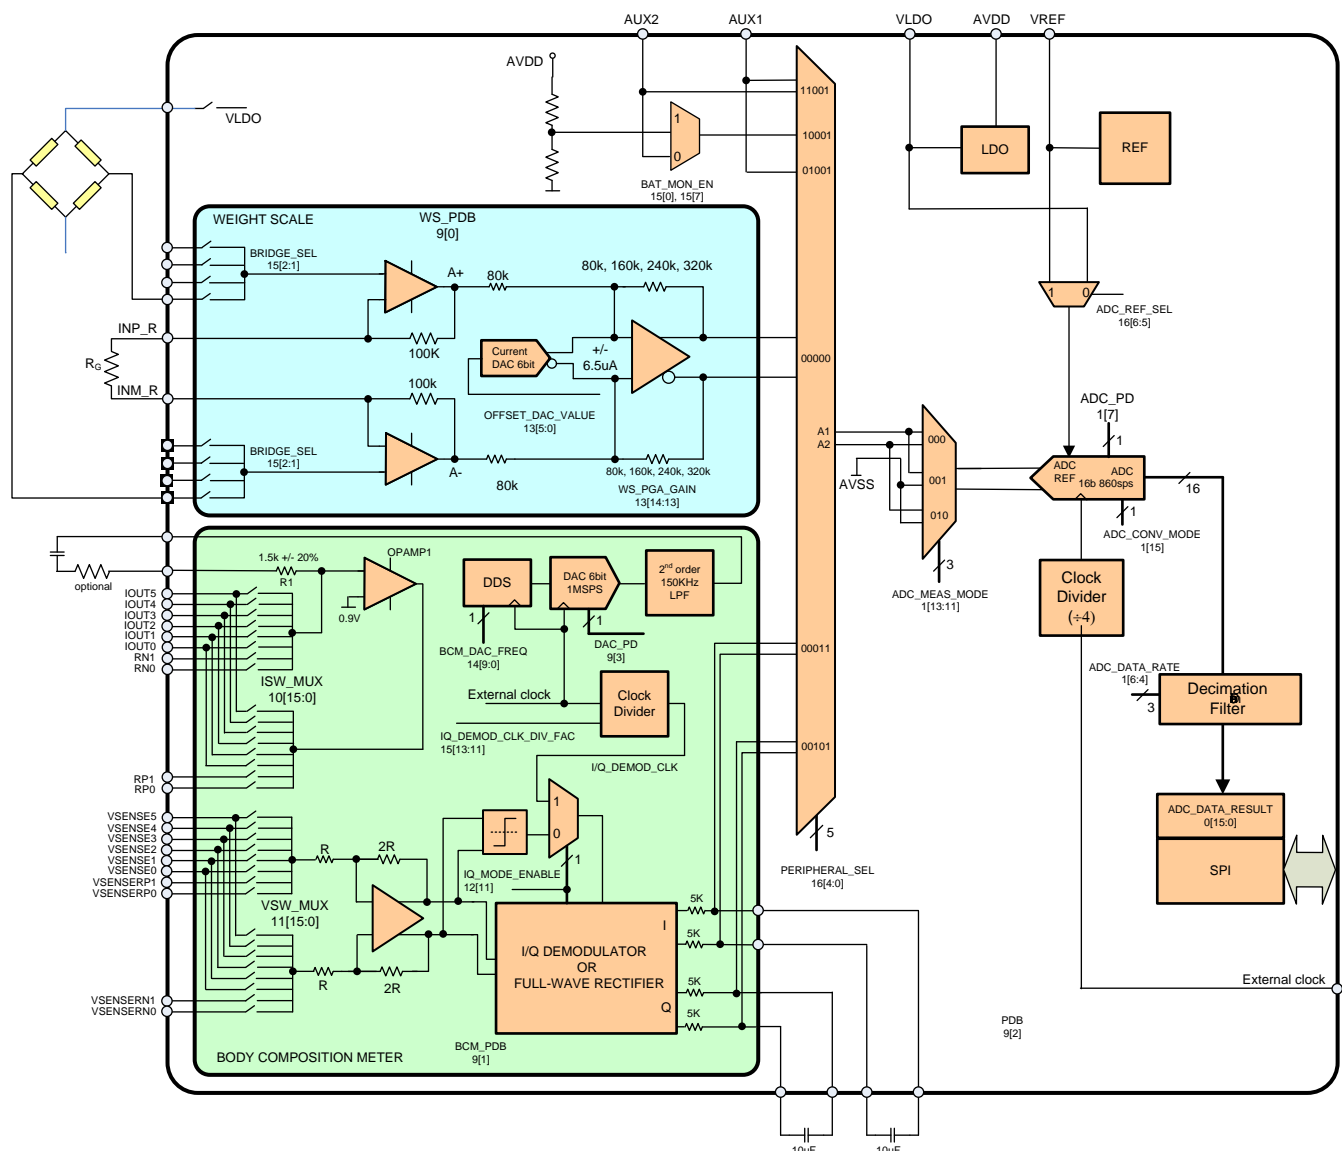 AUX2
AUX1
VLDO
AVDD
VREF
AVDD
VLDO
11001
1
10001
0
01001
BAT_MON_EN
15[0], 15[7]
LDO
REF
WEIGHT SCALE
WS_PDB
9[0]
BRIDGE_SEL
15[2:1]
A+
80k
80k, 160k, 240k, 320k
1
0
ADC_REF_SEL
16[6:5]
INP_R
100K
Current
DAC 6bit
+/-
6.5uA
00000
RG
INM_R
100k
OFFSET_DAC_VALUE
13[5:0]
ADC_PD
1[7]
1
A1
A2
000
BRIDGE_SEL
15[2:1]
A-
80k
80k, 160k, 240k, 320k
WS_PGA_GAIN
13[14:13]
AVSS
001
010
ADC
REF
ADC
16b 860sps
16
1
ADC_CONV_MODE
1[15]
3
ADC_MEAS_MODE
1[13:11]
Clock
Divider
(÷4)
optional
1.5k +/- 20%
R1
OPAMP1
0.9V
DDS
DAC 6bit
1MSPS
2nd order
150KHz
LPF
1
BCM_DAC_FREQ
14[9:0]
1
DAC_PD
9[3]
IOUT5
IOUT4
IOUT3
IOUT2
IOUT1
IOUT0
RN1
RN0
ISW_MUX
10[15:0]
00011
ADC_DATA_RATE
1[6:4]
3
Decimation
Filter
External clock
Clock
Divider
IQ_DEMOD_CLK_DIV_FAC
15[13:11]
I/Q_DEMOD_CLK
00101
RP1
RP0
1
0
1
ADC_DATA_RESULT
0[15:0]
SPI
VSENSE5
VSENSE4
VSENSE3
VSENSE2
VSENSE1
VSENSE0
VSENSERP1
VSENSERP0
R
2R
IQ_MODE_ENABLE
12[11]
5
PERIPHERAL_SEL
16[4:0]
VSW_MUX
11[15:0]
I/Q DEMODULATOR
OR
FULL-WAVE RECTIFIER
I
Q
5K
5K
5K
5K
R
2R
VSENSERN1
VSENSERN0
External clock
PDB
9[2]
BODY COMPOSITION METER
BCM_PDB
9[1]
10uF
10uF